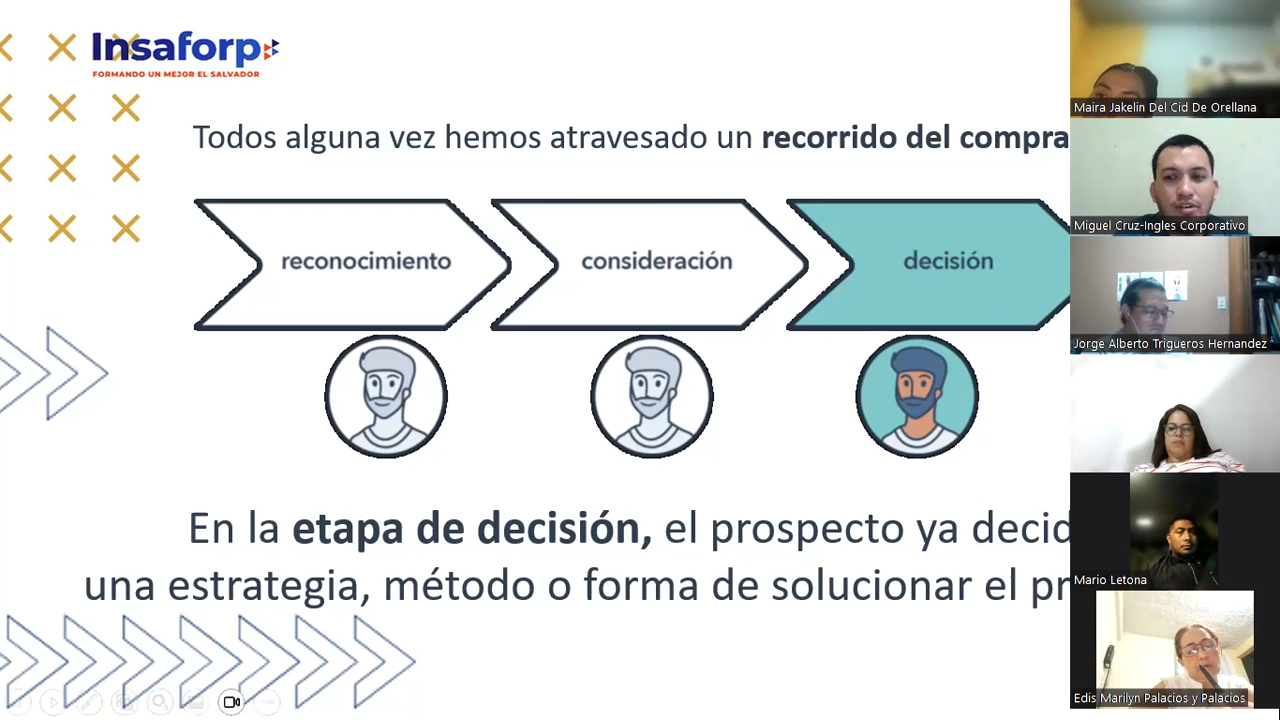 Insaforp
FORMANDO UN MEJOR EL SALVADOR
Todos alguna vez hemos atravesado un recorrido del compra
reconocimiento
consideración
decisión
En la etapa de decisión, el prospecto ya decid
una estrategia, método o forma de solucionar el pr
Maira Jakelin Del Cid De Orellana
Miguel Cruz-Ingles Corporativo
Jorge Alberto Trigueros Hernandez
Mario Letona
Edis Marilyn Palacios y Palacios